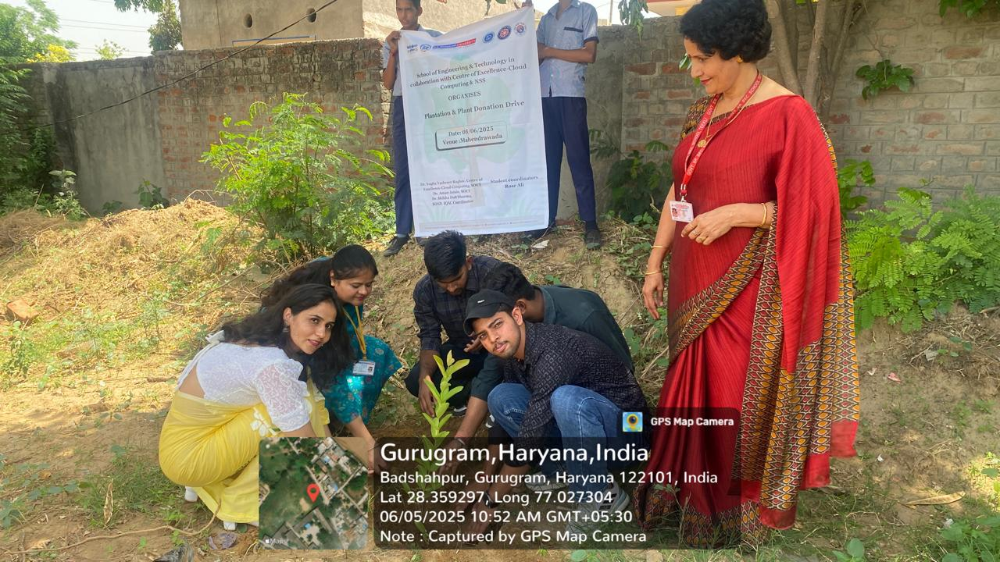 School of Engineering & Technology in
collaboration with Centre of Excellence-Cloud
Computing & NSS
ORGANISES
Plantation & Plant Donation Drive
Date: 05/06/2025
Venue :Mahendrawada
Dr. Yogita Yashveer Raghav, Centre of
Excellence-Cloud Computing, SOET
Dr. Aman Jatain, SOET
Dr. Shikha Dutt Sharma,
SOAD, IQAC Coordinator
Student Coordinators
Rose Ali
GPS Map Camera
Gurugram,Haryana,India
Badshahpur, Gurugram, Haryana 122101, India
Lat 28.359297, Long 77.027304
06/05/2025 10:52 AM GMT+05:30
Note : Captured by GPS Map Camera
Maps